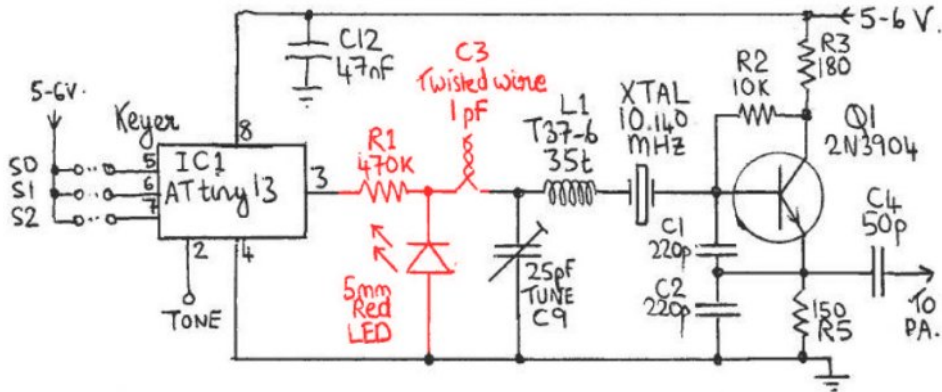 5-6 V.
C12
47nF
C3
Twisted wire
1pF
R3
180
R2
10K
5-6V.
Keyer
8
L1
T37-6
35t
XTAL
10.140
MHz
Q1
2N3904
R1
470K
S0
5
IC1
S1
6
ATtiny13
3
S2
7
2
4
C4
50p
C1
220p
25pF
TUNE
C9
5mm
Red
LED
C2
220p
150
R5
TONE
TO
PA.